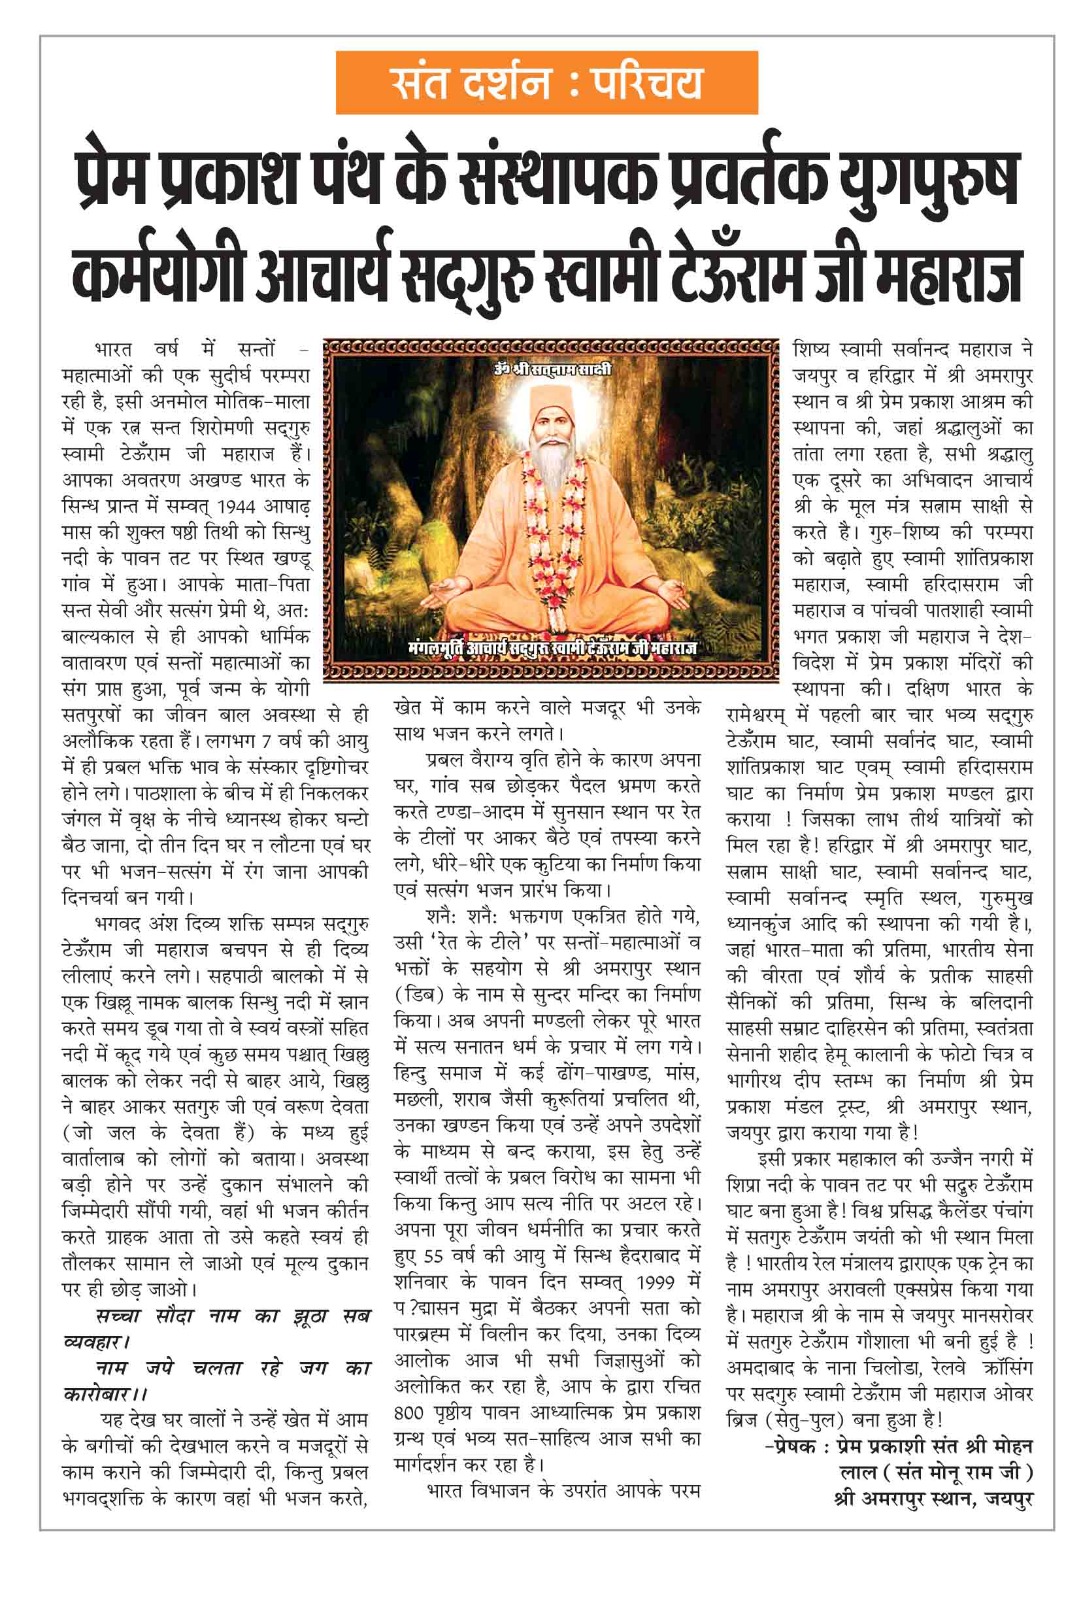 संत दर्शन : परिचय
प्रेम प्रकाश पंथ के संस्थापक प्रवर्तक युगपुरुष
कर्मयोगी आचार्य सद्‌गुरु स्वामी टेऊँराम जी महाराज
भारत वर्ष में सन्तों -
महात्माओं की एक सुदीर्घ परम्परा
रही है, इसी अनमोल मोतिक-माला
में एक रत्न सन्त शिरोमणी सद्‌गुरु
स्वामी टेऊँराम जी महाराज हैं।
आपका अवतरण अखण्ड भारत के
सिन्ध प्रान्त में सम्वत् 1944 आषाढ़
मास की शुक्ल षष्ठी तिथी को सिन्धु
नदी के पावन तट पर स्थित खण्डू
गांव में हुआ। आपके माता-पिता
सन्त सेवी और सत्संग प्रेमी थे, अत:
बाल्यकाल से ही आपको धार्मिक
वातावरण एवं सन्तों महात्माओं का
संग प्राप्त हुआ, पूर्व जन्म के योगी
सतपुरषों का जीवन बाल अवस्था से ही
अलौकिक रहता हैं। लगभग 7 वर्ष की आयु
में ही प्रबल भक्ति भाव के संस्कार दृष्टिगोचर
होने लगे। पाठशाला के बीच में ही निकलकर
जंगल में वृक्ष के नीचे ध्यानस्थ होकर घन्टो
बैठ जाना, दो तीन दिन घर न लौटना एवं घर
पर भी भजन-सत्संग में रंग जाना आपकी
दिनचर्या बन गयी।
भगवद अंश दिव्य शक्ति सम्पन्न सद्‌गुरु
टेऊँराम जी महाराज बचपन से ही दिव्य
लीलाएं करने लगे। सहपाठी बालको में से
एक खिल्लू नामक बालक सिन्धु नदी में स्नान
करते समय डूब गया तो वे स्वयं वस्त्रों सहित
नदी में कूद गये एवं कुछ समय पश्चात् खिल्लु
बालक को लेकर नदी से बाहर आये, खिल्लु
ने बाहर आकर सतगुरु जी एवं वरूण देवता
(जो जल के देवता हैं) के मध्य हुई
वार्तालाब को लोगों को बताया। अवस्था
बड़ी होने पर उन्हें दुकान संभालने की
जिम्मेदारी सौंपी गयी, वहां भी भजन कीर्तन
करते ग्राहक आता तो उसे कहते स्वयं ही
तौलकर सामान ले जाओ एवं मूल्य दुकान
पर ही छोड़ जाओ।
सच्चा सौदा नाम का झूठा सब
व्यवहार।
नाम जपे चलता रहे जग का
कारोबार।।
यह देख घर वालों ने उन्हें खेत में आम
के बगीचों की देखभाल करने व मजदूरों से
काम कराने की जिम्मेदारी दी, किन्तु प्रबल
भगवद्‌शक्ति के कारण वहां भी भजन करते,
ॐ श्री सतनाम साक्षी
मंगलमूर्ति आचार्य सद्‌गुरु स्वामी टेऊँराम जी महाराज
खेत में काम करने वाले मजदूर भी उनके
साथ भजन करने लगते।
प्रबल वैराग्य वृति होने के कारण अपना
घर, गांव सब छोड़कर पैदल भ्रमण करते
करते टण्डा-आदम में सुनसान स्थान पर रेत
के टीलों पर आकर बैठे एवं तपस्या करने
लगे, धीरे-धीरे एक कुटिया का निर्माण किया
एवं सत्संग भजन प्रारंभ किया।
शनै: शनै: भक्तगण एकत्रित होते गये,
उसी ‘रेत के टीले’ पर सन्तों-महात्माओं व
भक्तों के सहयोग से श्री अमरापुर स्थान
(डिब) के नाम से सुन्दर मन्दिर का निर्माण
किया। अब अपनी मण्डली लेकर पूरे भारत
में सत्य सनातन धर्म के प्रचार में लग गये।
हिन्दु समाज में कई ढोंग-पाखण्ड, मांस,
मछली, शराब जैसी कुरूतियां प्रचलित थी,
उनका खण्डन किया एवं उन्हें अपने उपदेशों
के माध्यम से बन्द कराया, इस हेतु उन्हें
स्वार्थी तत्वों के प्रबल विरोध का सामना भी
किया किन्तु आप सत्य नीति पर अटल रहे।
अपना पूरा जीवन धर्मनीति का प्रचार करते
हुए 55 वर्ष की आयु में सिन्ध हैदराबाद में
शनिवार के पावन दिन सम्वत् 1999 में
प?द्मासन मुद्रा में बैठकर अपनी सता को
पारब्रह्म में विलीन कर दिया, उनका दिव्य
आलोक आज भी सभी जिज्ञासुओं को
अलोकित कर रहा है, आप के द्वारा रचित
800 पृष्ठीय पावन आध्यात्मिक प्रेम प्रकाश
ग्रन्थ एवं भव्य सत-साहित्य आज सभी का
मार्गदर्शन कर रहा है।
भारत विभाजन के उपरांत आपके परम
शिष्य स्वामी सर्वानन्द महाराज ने
जयपुर व हरिद्वार में श्री अमरापुर
स्थान व श्री प्रेम प्रकाश आश्रम की
स्थापना की, जहां श्रद्धालुओं का
तांता लगा रहता है, सभी श्रद्धालु
एक दूसरे का अभिवादन आचार्य
श्री के मूल मंत्र सत्नाम साक्षी से
करते है। गुरु-शिष्य की परम्परा
को बढ़ाते हुए स्वामी शांतिप्रकाश
महाराज, स्वामी हरिदासराम जी
महाराज व पांचवी पातशाही स्वामी
भगत प्रकाश जी महाराज ने देश-
विदेश में प्रेम प्रकाश मंदिरों की
स्थापना की। दक्षिण भारत के
रामेश्वरम् में पहली बार चार भव्य सद्‌गुरु
टेऊँराम घाट, स्वामी सर्वानंद घाट, स्वामी
शांतिप्रकाश घाट एवम् स्वामी हरिदासराम
घाट का निर्माण प्रेम प्रकाश मण्डल द्वारा
कराया ! जिसका लाभ तीर्थ यात्रियों को
मिल रहा है! हरिद्वार में श्री अमरापुर घाट,
सत्नाम साक्षी घाट, स्वामी सर्वानन्द घाट,
स्वामी सर्वानन्द स्मृति स्थल, गुरुमुख
ध्यानकुंज आदि की स्थापना की गयी है।,
जहां भारत-माता की प्रतिमा, भारतीय सेना
की वीरता एवं शौर्य के प्रतीक साहसी
सैनिकों की प्रतिमा, सिन्ध के बलिदानी
साहसी सम्राट दाहिरसेन की प्रतिमा, स्वतंत्रता
सेनानी शहीद हेमू कालानी के फोटो चित्र व
भागीरथ दीप स्तम्भ का निर्माण श्री प्रेम
प्रकाश मंडल ट्रस्ट, श्री अमरापुर स्थान,
जयपुर द्वारा कराया गया है!
इसी प्रकार महाकाल की उज्जैन नगरी में
शिप्रा नदी के पावन तट पर भी सद्गुरु टेऊँराम
घाट बना हुआ है! विश्व प्रसिद्ध कैलेंडर पंचांग
में सतगुरु टेऊँराम जयंती को भी स्थान मिला
है ! भारतीय रेल मंत्रालय द्वाराएक एक ट्रेन का
नाम अमरापुर अरावली एक्सप्रेस किया गया
है। महाराज श्री के नाम से जयपुर मानसरोवर
में सतगुरु टेऊँराम गौशाला भी बनी हुई है !
अमदाबाद के नाना चिलोडा, रेलवे क्रॉसिंग
पर सदगुरु स्वामी टेऊँराम जी महाराज ओवर
ब्रिज (सेतु-पुल) बना हुआ है!
-प्रेषक : प्रेम प्रकाशी संत श्री मोहन
लाल ( संत मोनू राम जी )
श्री अमरापुर स्थान, जयपुर